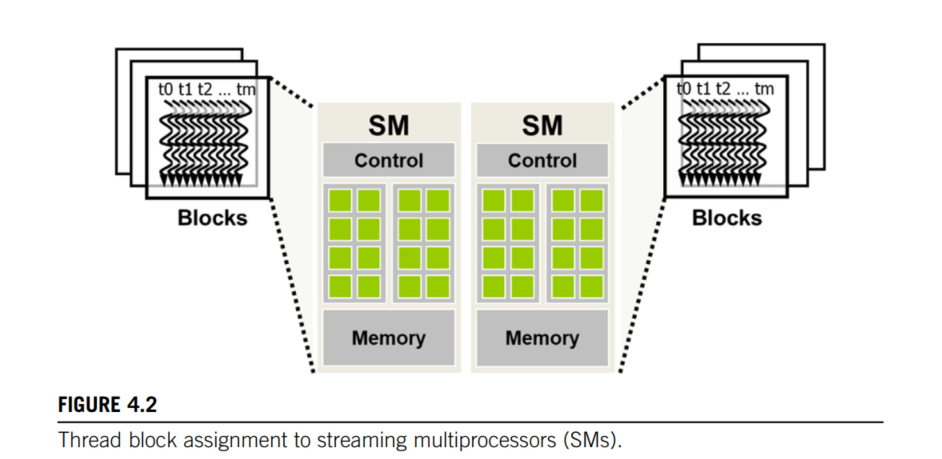 t0 t1 t2 ... tm
Blocks
SM
Control
Memory
SM
Control
Memory
t0 t1 t2 ... tm
Blocks
FIGURE 4.2
Thread block assignment to streaming multiprocessors (SMs).